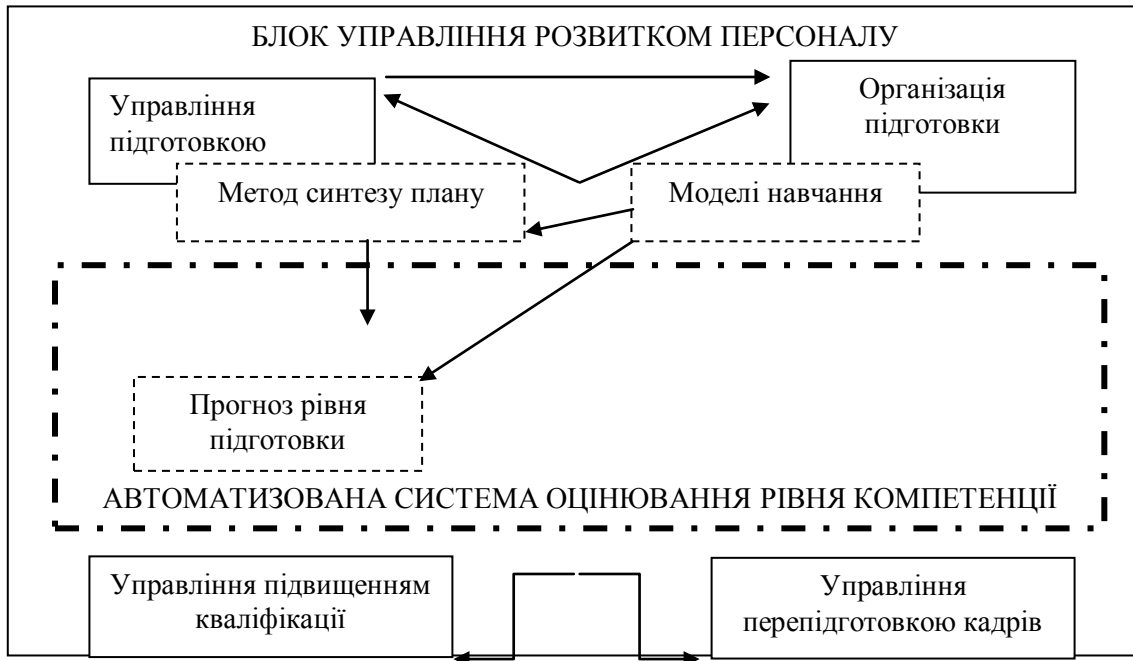 БЛОК УПРАВЛІННЯ РОЗВИТКОМ ПЕРСОНАЛУ
Управління
підготовкою
Організація
підготовки
Метод синтезу плану
Моделі навчання
Прогноз рівня
підготовки
АВТОМАТИЗОВАНА СИСТЕМА ОЦІНЮВАННЯ РІВНЯ КОМПЕТЕНЦІЇ
Управління підвищенням
кваліфікації
Управління
перепідготовкою кадрів